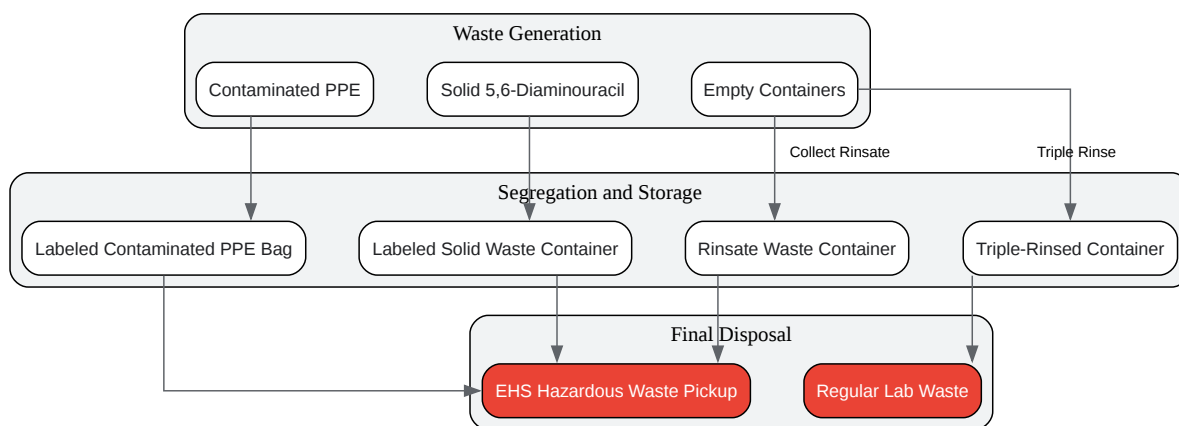 Waste Generation
Contaminated PPE
Solid 5,6-Diaminouracil
Empty Containers
Collect Rinsate
Triple Rinse
Segregation and Storage
Labeled Contaminated PPE Bag
Labeled Solid Waste Container
Rinsate Waste Container
Triple-Rinsed Container
Final Disposal
EHS Hazardous Waste Pickup
Regular Lab Waste